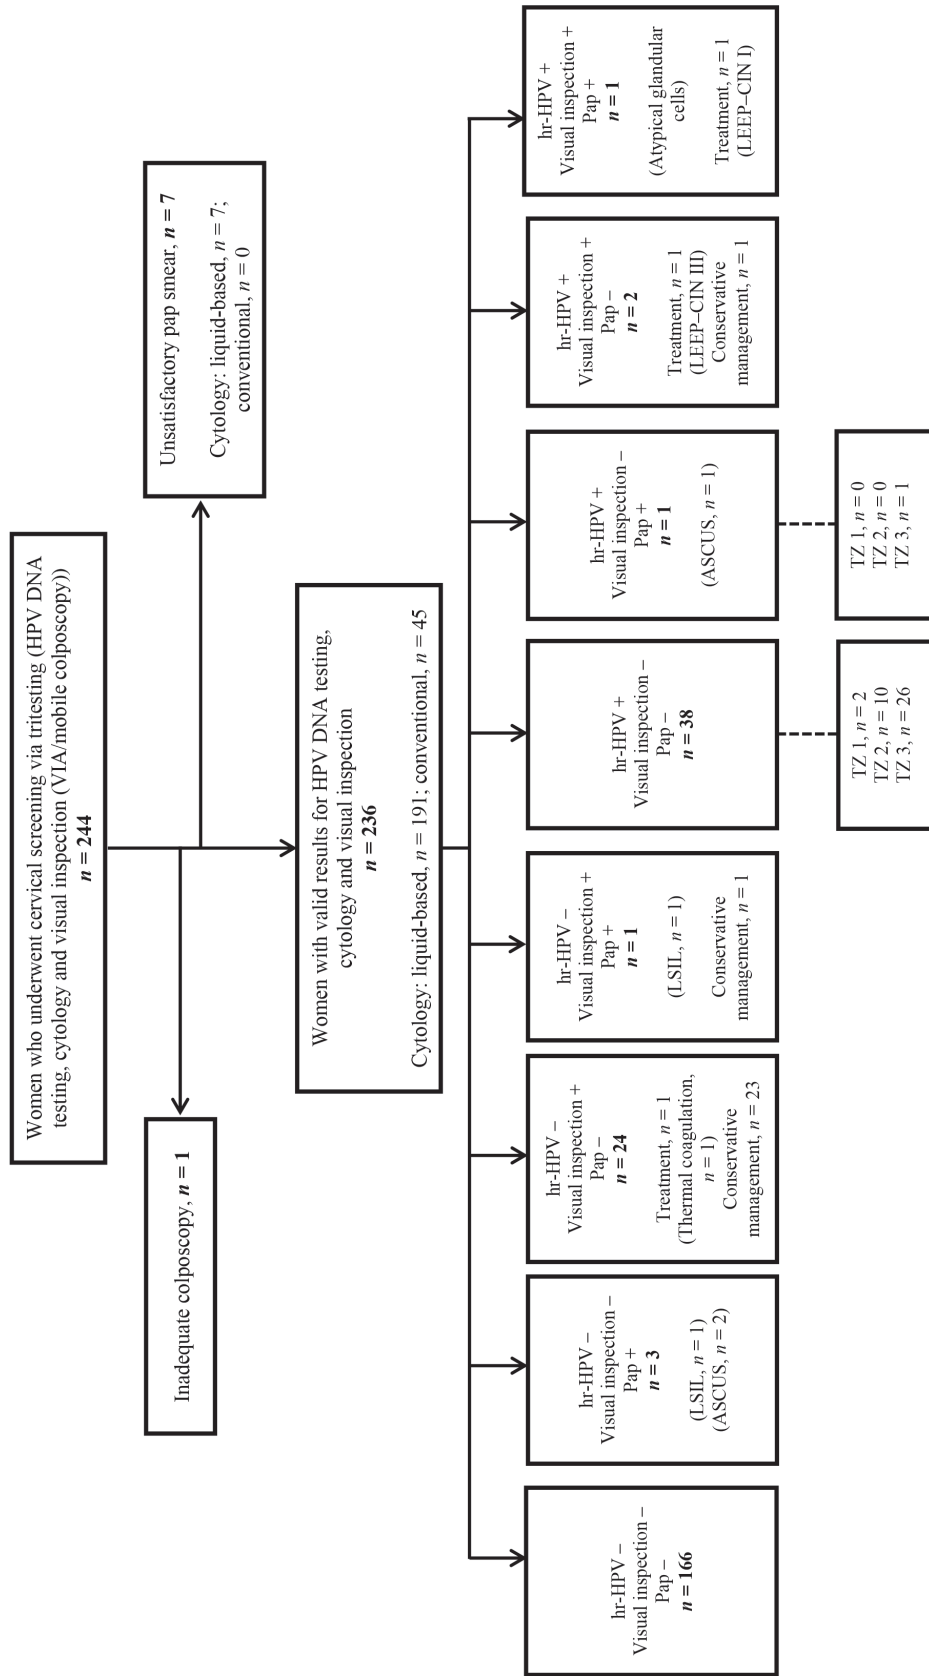 Women who underwent cervical screening via tritesting (HPV DNA
testing, cytology and visual inspection (VIA/mobile colposcopy))
n = 244
Inadequate colposcopy, n = 1
Unsatisfactory pap smear, n = 7
Cytology: liquid-based, n = 7;
conventional, n = 0
Women with valid results for HPV DNA testing,
cytology and visual inspection
n = 236
Cytology: liquid-based, n = 191; conventional, n = 45
hr-HPV –
Visual inspection –
Pap –
n = 166
hr-HPV –
Visual inspection –
Pap +
n = 3
(LSIL, n = 1)
(ASCUS, n = 2)
hr-HPV –
Visual inspection +
Pap –
n = 24
Treatment, n = 1
(Thermal coagulation,
n = 1)
Conservative
management, n = 23
hr-HPV –
Visual inspection +
Pap +
n = 1
(LSIL, n = 1)
Conservative
management, n = 1
hr-HPV +
Visual inspection –
Pap –
n = 38
TZ 1, n = 2
TZ 2, n = 10
TZ 3, n = 26
hr-HPV +
Visual inspection –
Pap +
n = 1
(ASCUS, n = 1)
TZ 1, n = 0
TZ 2, n = 0
TZ 3, n = 1
hr-HPV +
Visual inspection +
Pap –
n = 2
Treatment, n = 1
(LEEP–CIN III)
Conservative
management, n = 1
hr-HPV +
Visual inspection +
Pap +
n = 1
(Atypical glandular
cells)
Treatment, n = 1
(LEEP–CIN I)